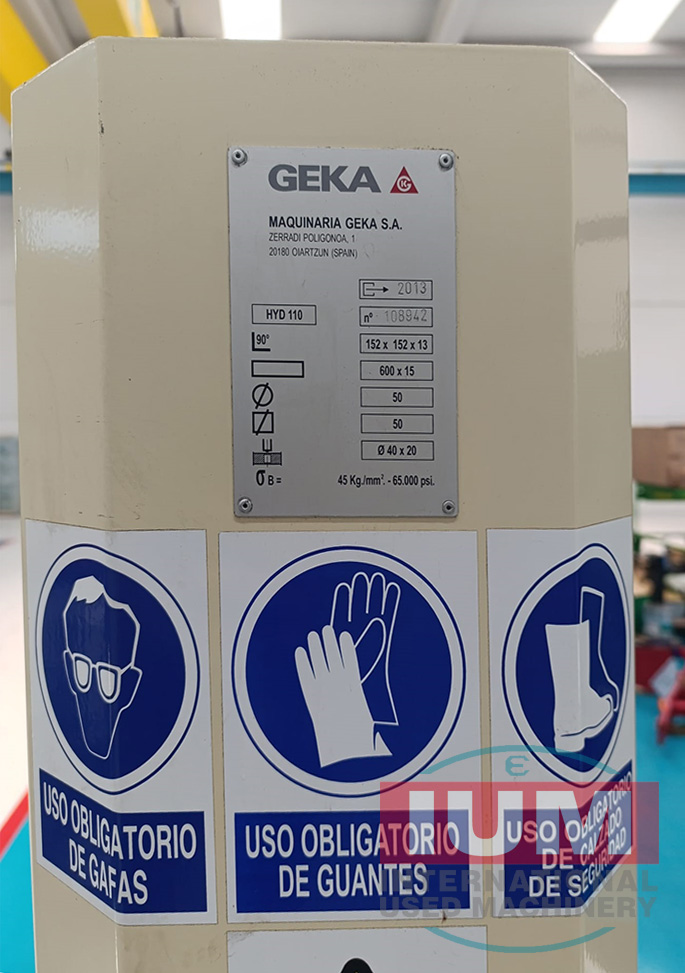 GEKA
MAQUINARIA GEKA S.A.
ZERRADI POLIGONOA, 1
20180 OIARTZUN (SPAIN)
2013
HYD 110
nº 108942
90°
152 x 152 x 13
600 x 15
50
50
Ø 40 x 20
σ B = 45 Kg./mm². - 65.000 psi.
USO OBLIGATORIO
DE GAFAS
USO OBLIGATORIO
DE GUANTES
USO OBLIGATORIO
DE CALZADO
DE SEGURIDAD
IUM
INTERNATIONAL
USED MACHINERY